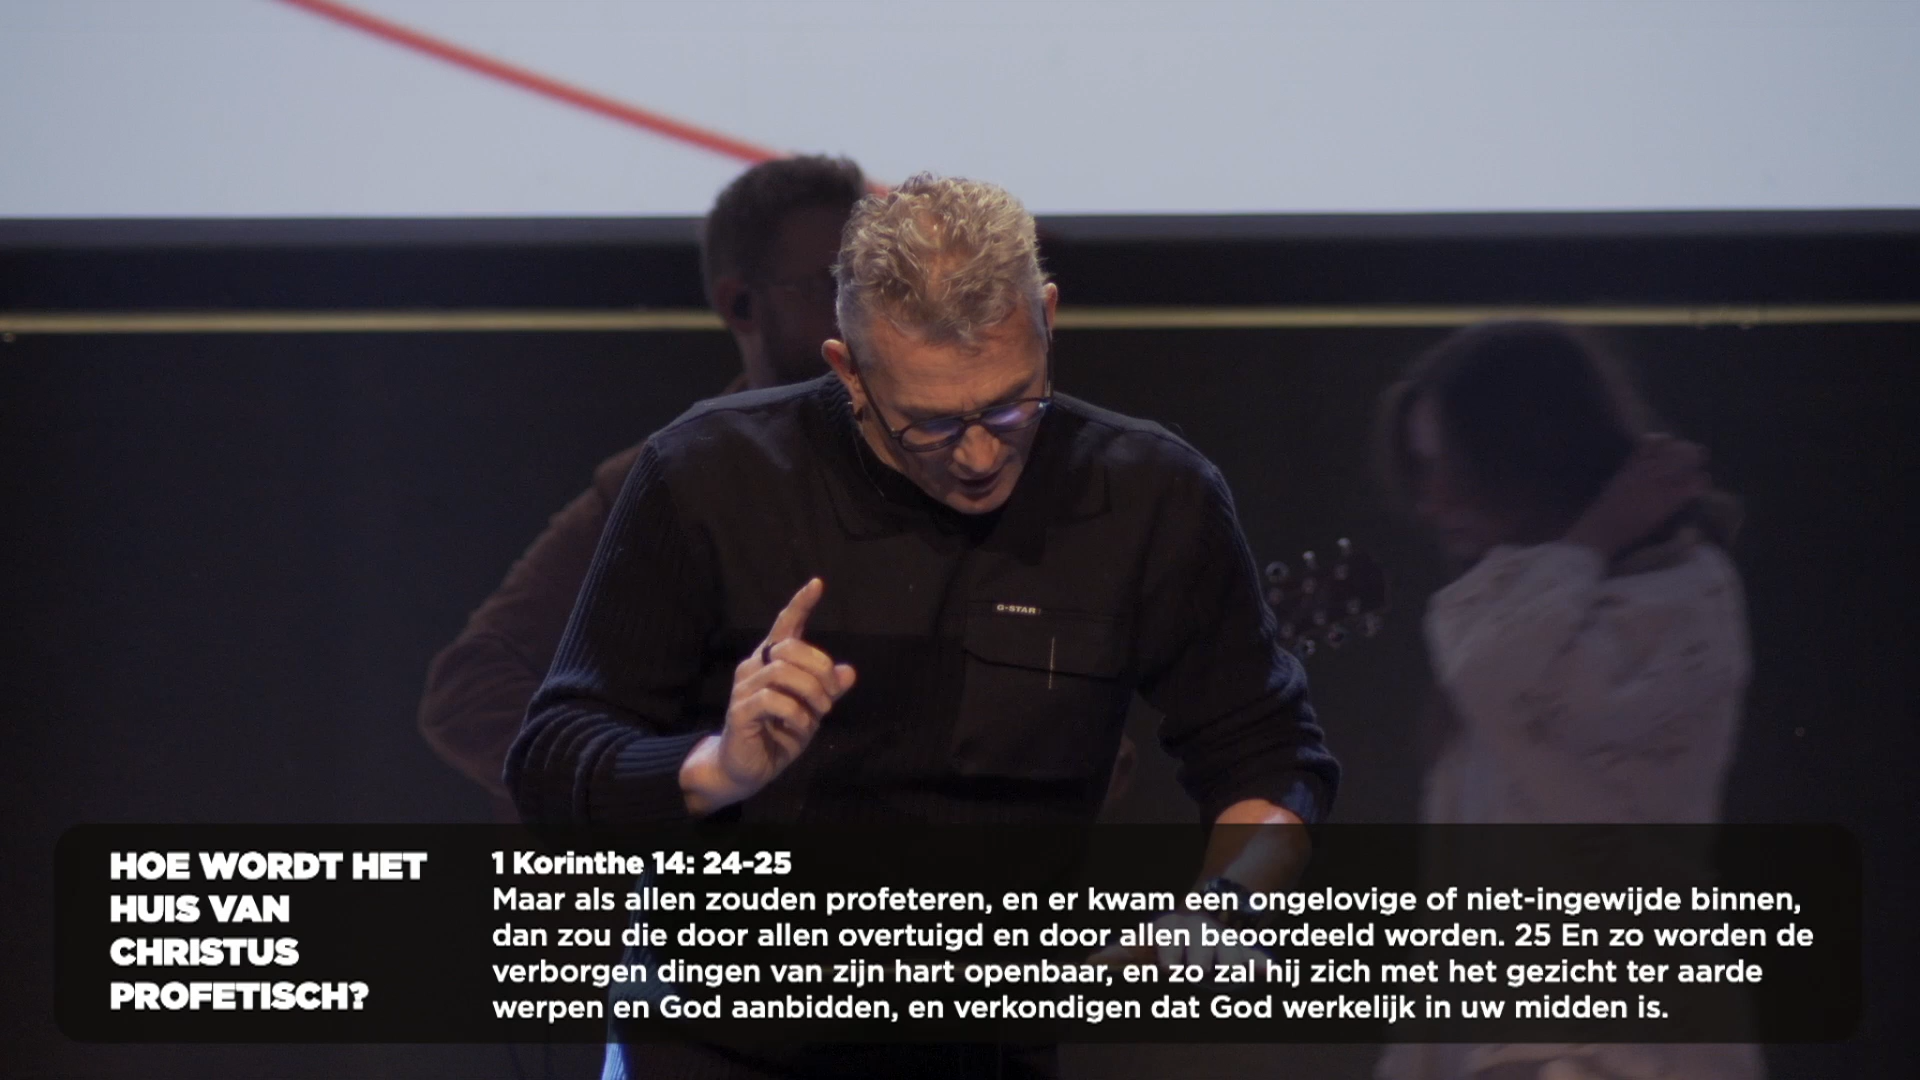 G-STAR
HOE WORDT HET
HUIS VAN
CHRISTUS
PROFETISCH?
1 Korinthe 14: 24-25
Maar als allen zouden profeteren, en er kwam een ongelovige of niet-ingewijde binnen,
dan zou die door allen overtuigd en door allen beoordeeld worden. 25 En zo worden de
verborgen dingen van zijn hart openbaar, en zo zal hij zich met het gezicht ter aarde
werpen en God aanbidden, en verkondigen dat God werkelijk in uw midden is.